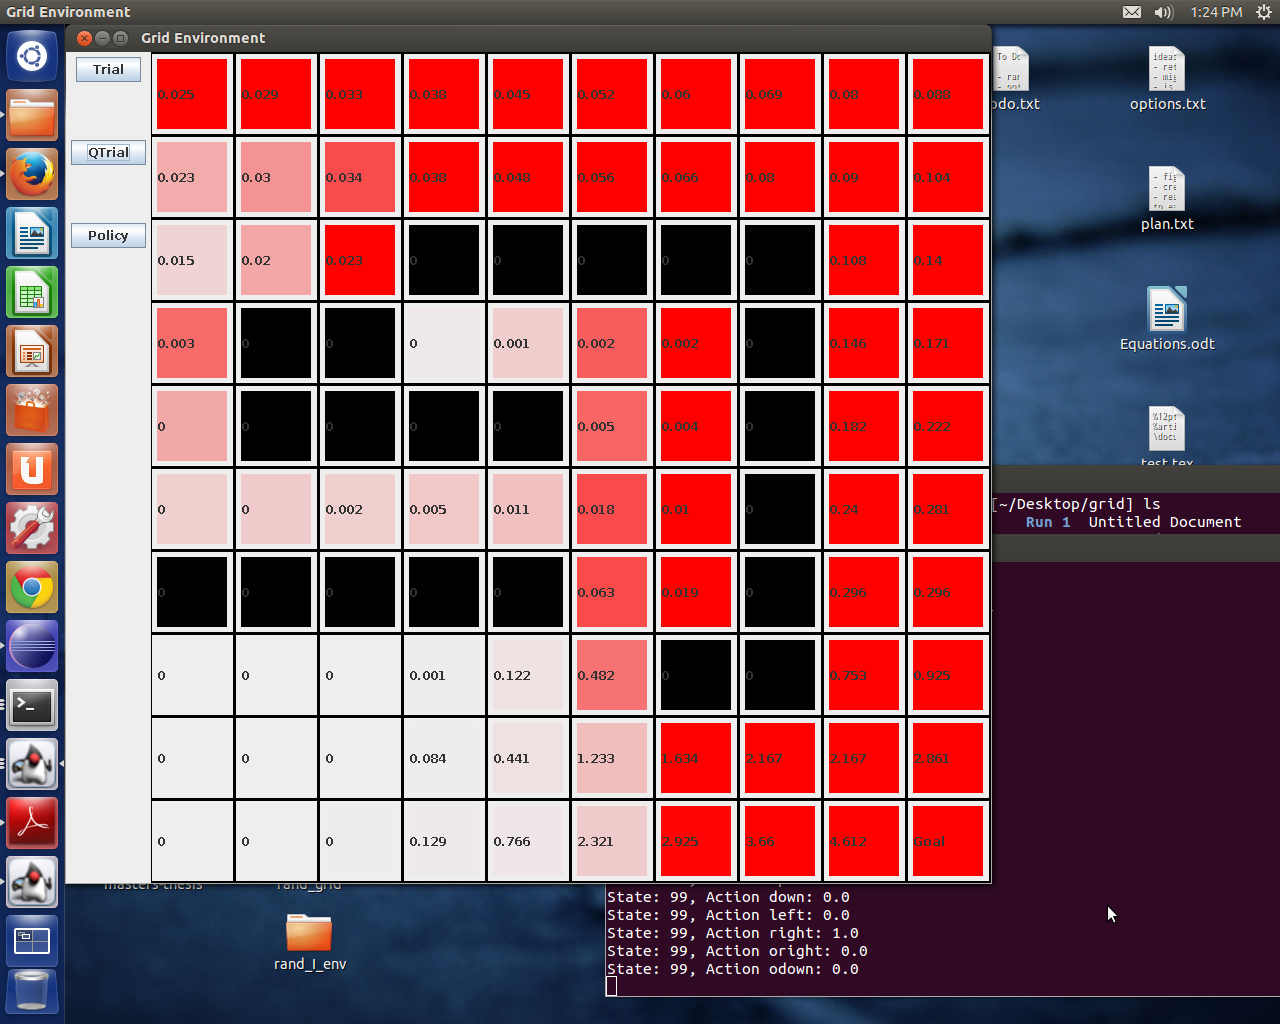 Grid Environment
1:24 PM
Grid Environment
Trial
0.025 0.029 0.033 0.038 0.045 0.052 0.06 0.069 0.08 0.088
QTrial
0.023 0.03 0.034 0.038 0.048 0.056 0.066 0.08 0.09 0.104
Policy
0.015 0.02 0.023 0 0 0 0 0 0.108 0.14
0.003 0 0 0 0.001 0.002 0.002 0 0.146 0.171
0 0 0 0 0 0.005 0.004 0 0.182 0.222
0 0 0.002 0.005 0.011 0.018 0.01 0 0.24 0.281
0 0 0 0 0 0.063 0.019 0 0.296 0.296
0 0 0 0.001 0.122 0.482 0 0 0.753 0.925
0 0 0 0.084 0.441 1.233 1.634 2.167 2.167 2.861
0 0 0 0.129 0.766 2.321 2.925 3.66 4.612 Goal
To Do
odo.txt
ideas
options.txt
plan.txt
Equations.odt
%12pt
test.tex
[~/Desktop/grid] ls
Run 1 Untitled Document
masters-thesis
rand_grid
rand_I_env
State: 99, Action down: 0.0
State: 99, Action left: 0.0
State: 99, Action right: 1.0
State: 99, Action oright: 0.0
State: 99, Action odown: 0.0